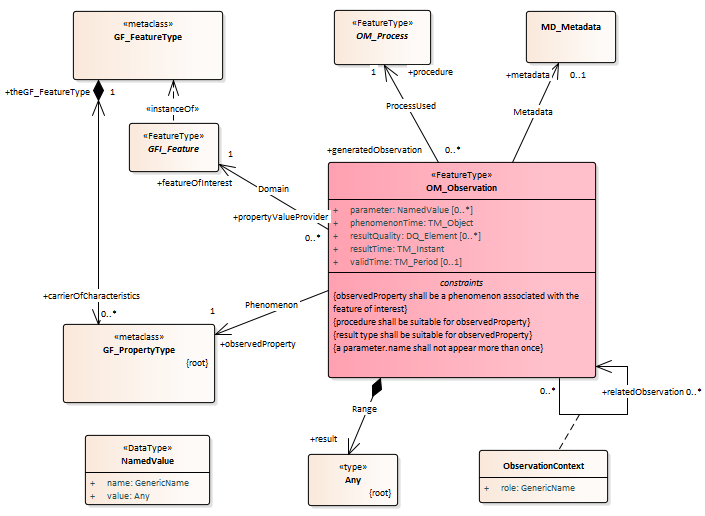 «metaclass»
GF_FeatureType
«FeatureType»
OM_Process
MD_Metadata
+theGF_FeatureType
1
1
+procedure
+metadata
0..1
«instanceOf»
ProcessUsed
Metadata
«FeatureType»
GFI_Feature
1
+generatedObservation
0..*
+featureOfInterest
Domain
+propertyValueProvider
0..*
«FeatureType»
OM_Observation
+ parameter: NamedValue [0..*]
+ phenomenonTime: TM_Object
+ resultQuality: DQ_Element [0..*]
+ resultTime: TM_Instant
+ validTime: TM_Period [0..1]
constraints
{observedProperty shall be a phenomenon associated with the
feature of interest}
{procedure shall be suitable for observedProperty}
{result type shall be suitable for observedProperty}
{a parameter.name shall not appear more than once}
+carrierOfCharacteristics
0..*
1
Phenomenon
+observedProperty
«metaclass»
GF_PropertyType
{root}
0..*
+relatedObservation 0..*
Range
+result
«DataType»
NamedValue
+ name: GenericName
+ value: Any
«type»
Any
{root}
ObservationContext
+ role: GenericName